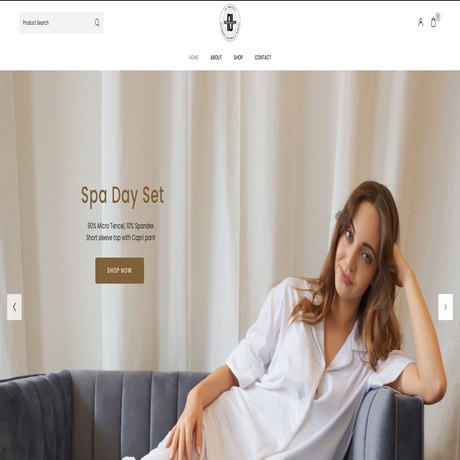 Product Search
0
HOME
ABOUT
SHOP
CONTACT
Spa Day Set
90% Micro Tencel, 10% Spandex
Short sleeve top with Capri pant
SHOP NOW